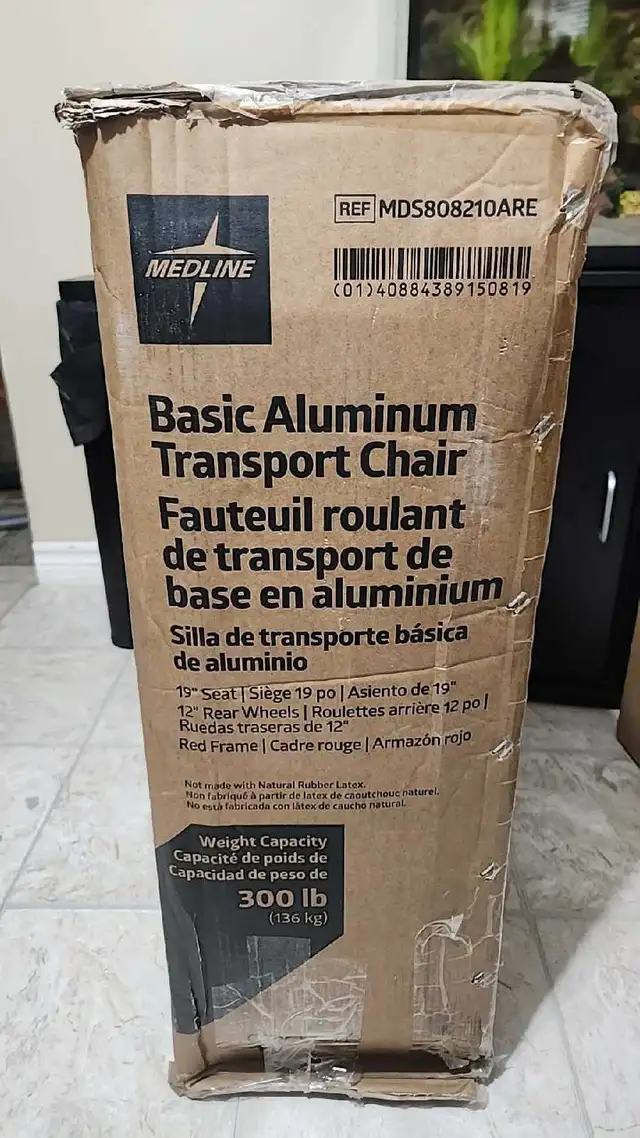 MEDLINE
REF MDS808210ARE
(01)40884389150819
Basic Aluminum
Transport Chair
Fauteuil roulant
de transport de
base en aluminium
Silla de transporte básica
de aluminio
19" Seat | Siège 19 po | Asiento de 19"
12" Rear Wheels | Roulettes arrière 12 po |
Ruedas traseras de 12"
Red Frame | Cadre rouge | Armazón rojo
Not made with Natural Rubber Latex.
Non fabriqué à partir de latex de caoutchouc naturel.
No está fabricada con látex de caucho natural.
Weight Capacity
Capacité de poids de
Capacidad de peso de
300 lb
(136 kg)